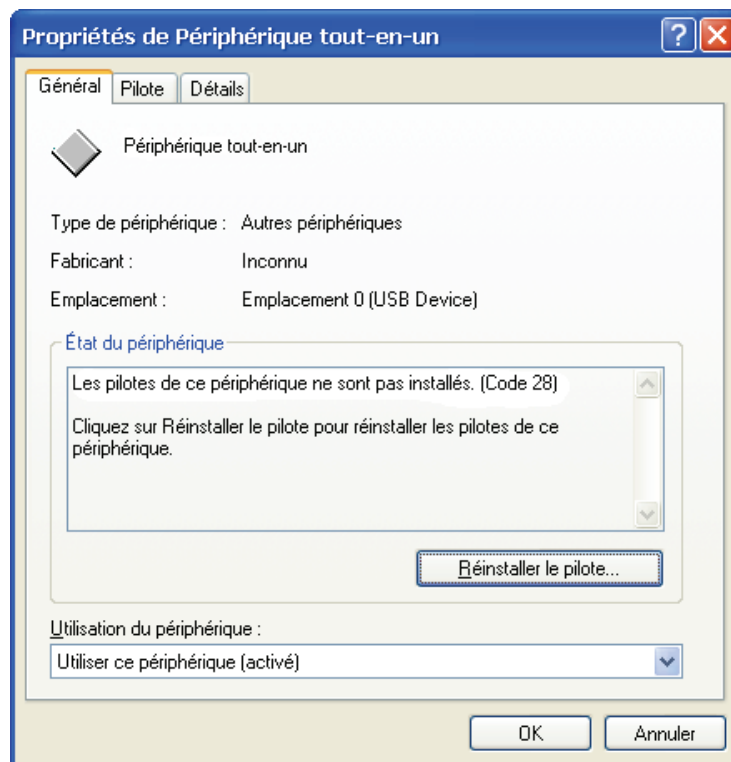 Propriétés de Périphérique tout-en-un
Général Pilote Détails
Périphérique tout-en-un
Type de périphérique : Autres périphériques
Fabricant : Inconnu
Emplacement : Emplacement 0 (USB Device)
État du périphérique
Les pilotes de ce périphérique ne sont pas installés. (Code 28)
Cliquez sur Réinstaller le pilote pour réinstaller les pilotes de ce
périphérique.
Réinstaller le pilote...
Utilisation du périphérique :
Utiliser ce périphérique (activé)
OK Annuler